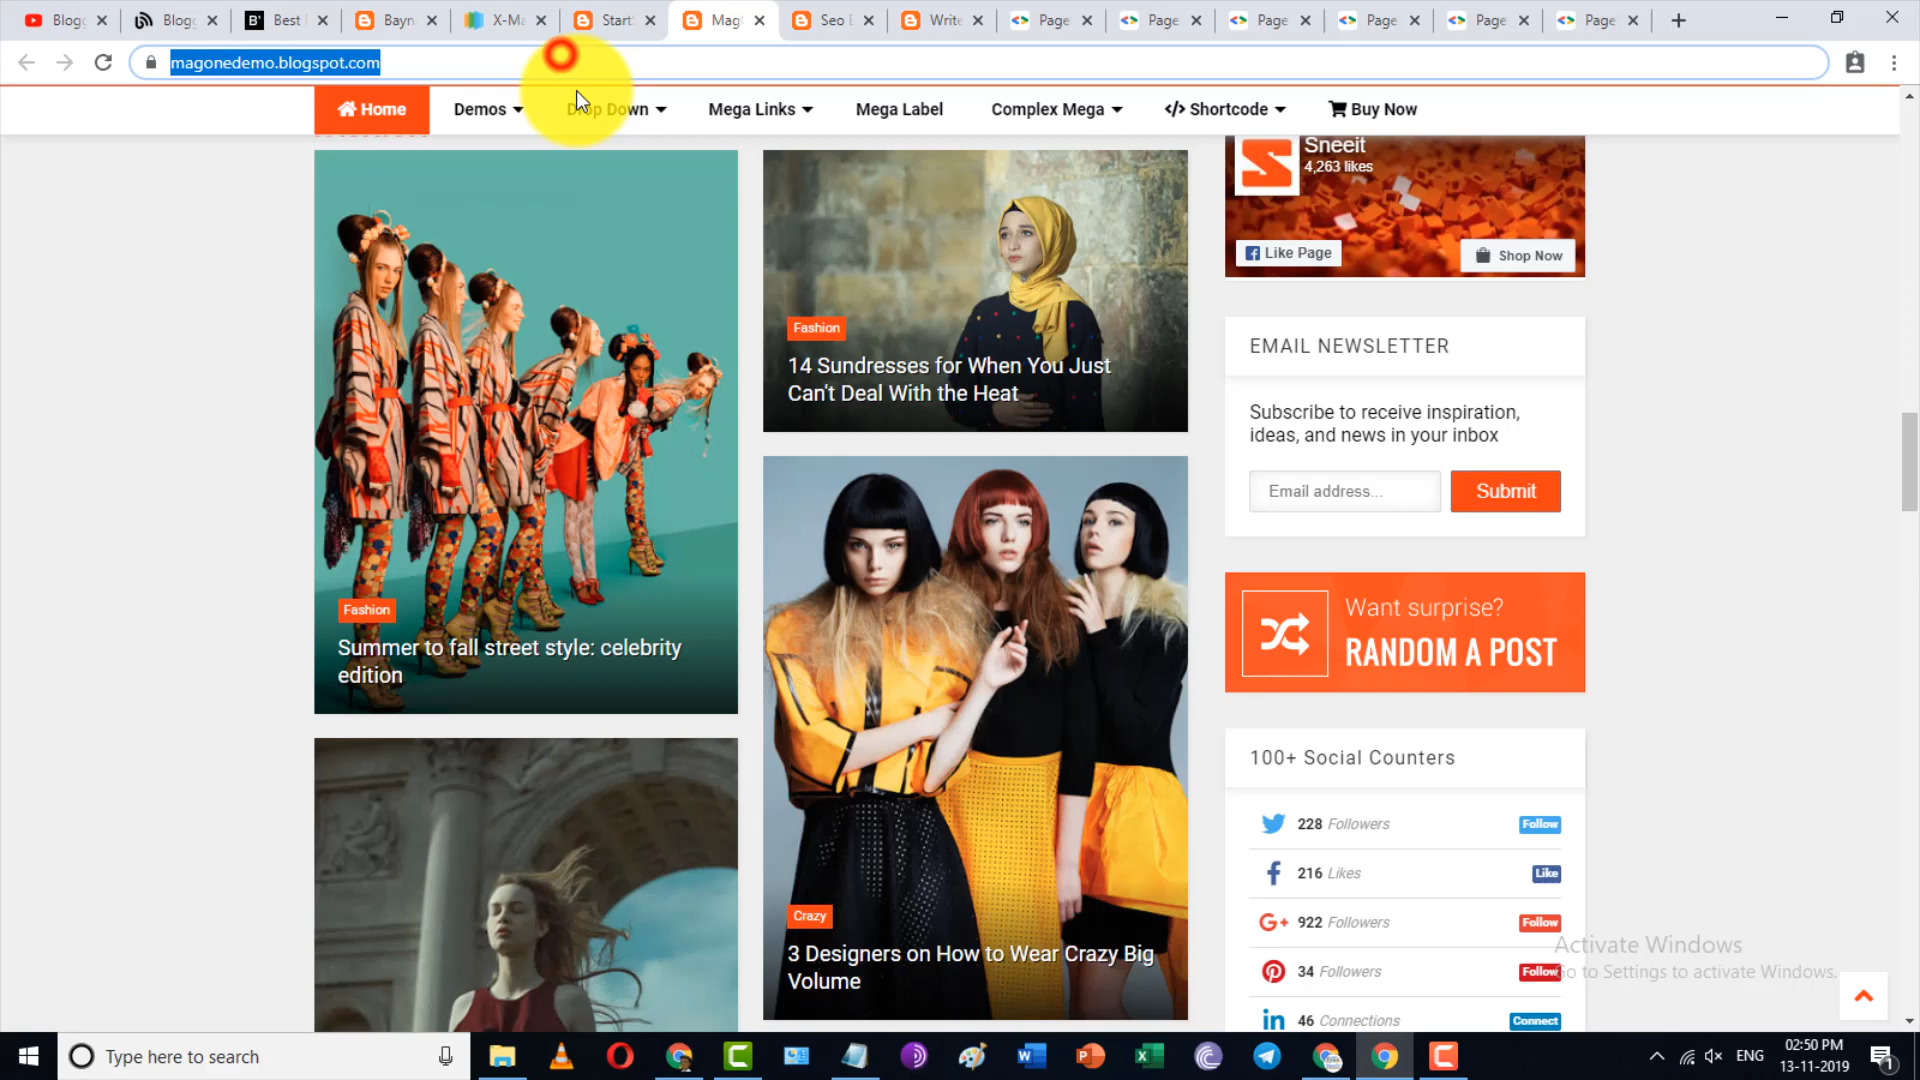 Blogg
Blogg
Best
Bayn
X-Ma
Start
Mag
Seo
Write
Page
Page
Page
Page
Page
Page
magonedemo.blogspot.com
Home
Demos
Drop Down
Mega Links
Mega Label
Complex Mega
</> Shortcode
Buy Now
Sneeit
4,263 likes
Like Page
Shop Now
Fashion
14 Sundresses for When You Just
Can't Deal With the Heat
EMAIL NEWSLETTER
Subscribe to receive inspiration,
ideas, and news in your inbox
Email address...
Submit
Want surprise?
RANDOM A POST
Fashion
Summer to fall street style: celebrity
edition
100+ Social Counters
228 Followers
Follow
216 Likes
Like
922 Followers
Follow
34 Followers
Follow
46 Connections
Connect
Crazy
3 Designers on How to Wear Crazy Big
Volume
Activate Windows
Go to Settings to activate Windows.
Type here to search
ENG
02:50 PM
13-11-2019
1